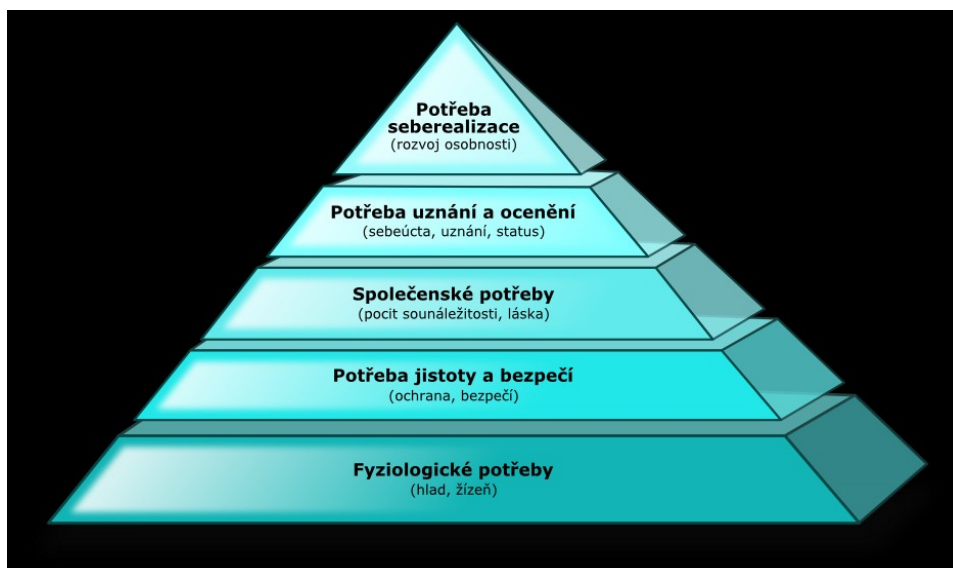 Potřeba
seberealizace
(rozvoj osobnosti)
Potřeba uznání a ocenění
(sebeúcta, uznání, status)
Společenské potřeby
(pocit sounáležitosti, láska)
Potřeba jistoty a bezpečí
(ochrana, bezpečí)
Fyziologické potřeby
(hlad, žízeň)